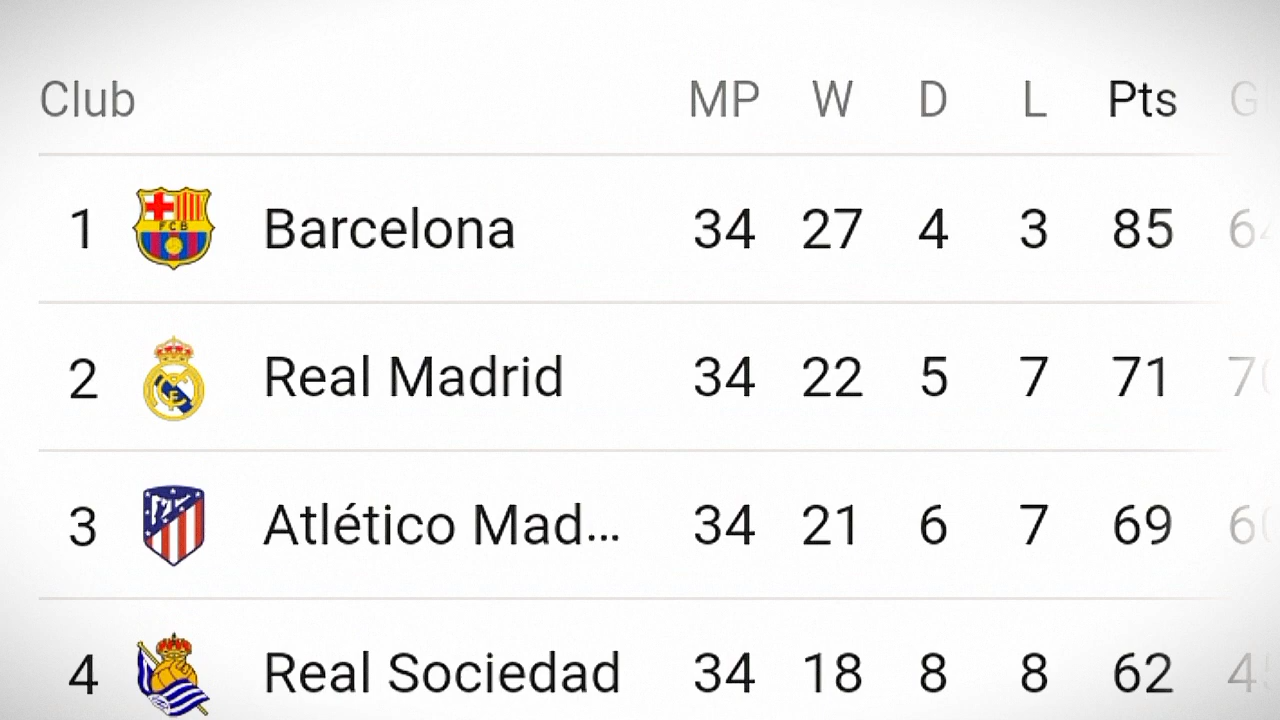 Club MP W D L Pts G
1 FCB Barcelona 34 27 4 3 85
2 Real Madrid 34 22 5 7 71
3 Atlético Mad... 34 21 6 7 69
4 Real Sociedad 34 18 8 8 62